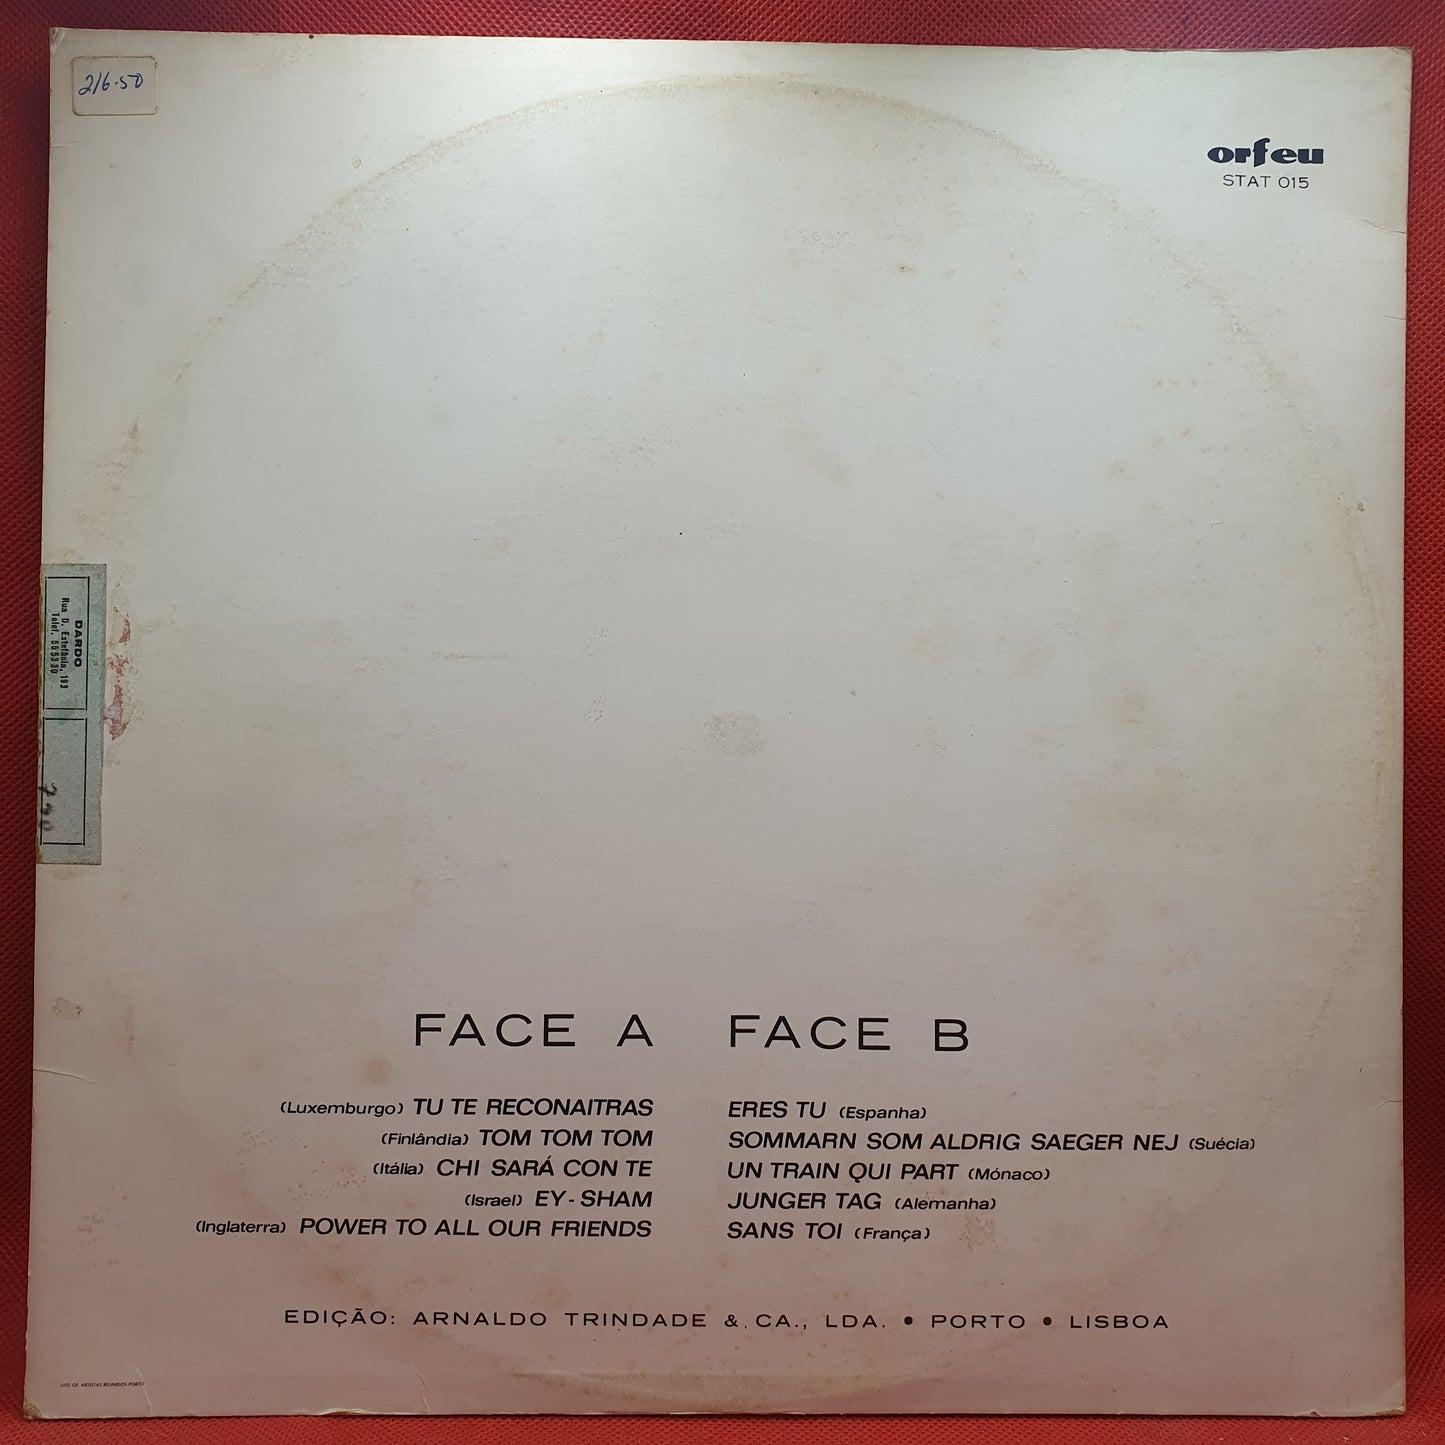 216.50
orfeu
STAT 015
DARDO
Rua D. Estefânia, 193
Telef. 555330
FACE A
(Luxemburgo) TU TE RECONAITRAS
(Finlândia) TOM TOM TOM
(Itália) CHI SARÁ CON TE
(Israel) EY-SHAM
(Inglaterra) POWER TO ALL OUR FRIENDS
FACE B
ERES TU (Espanha)
SOMMARN SOM ALDRIG SAEGER NEJ (Suécia)
UN TRAIN QUI PART (Mónaco)
JUNGER TAG (Alemanha)
SANS TOI (França)
EDIÇÃO: ARNALDO TRINDADE & CA., LDA. • PORTO • LISBOA
REUNIDOS PORTO